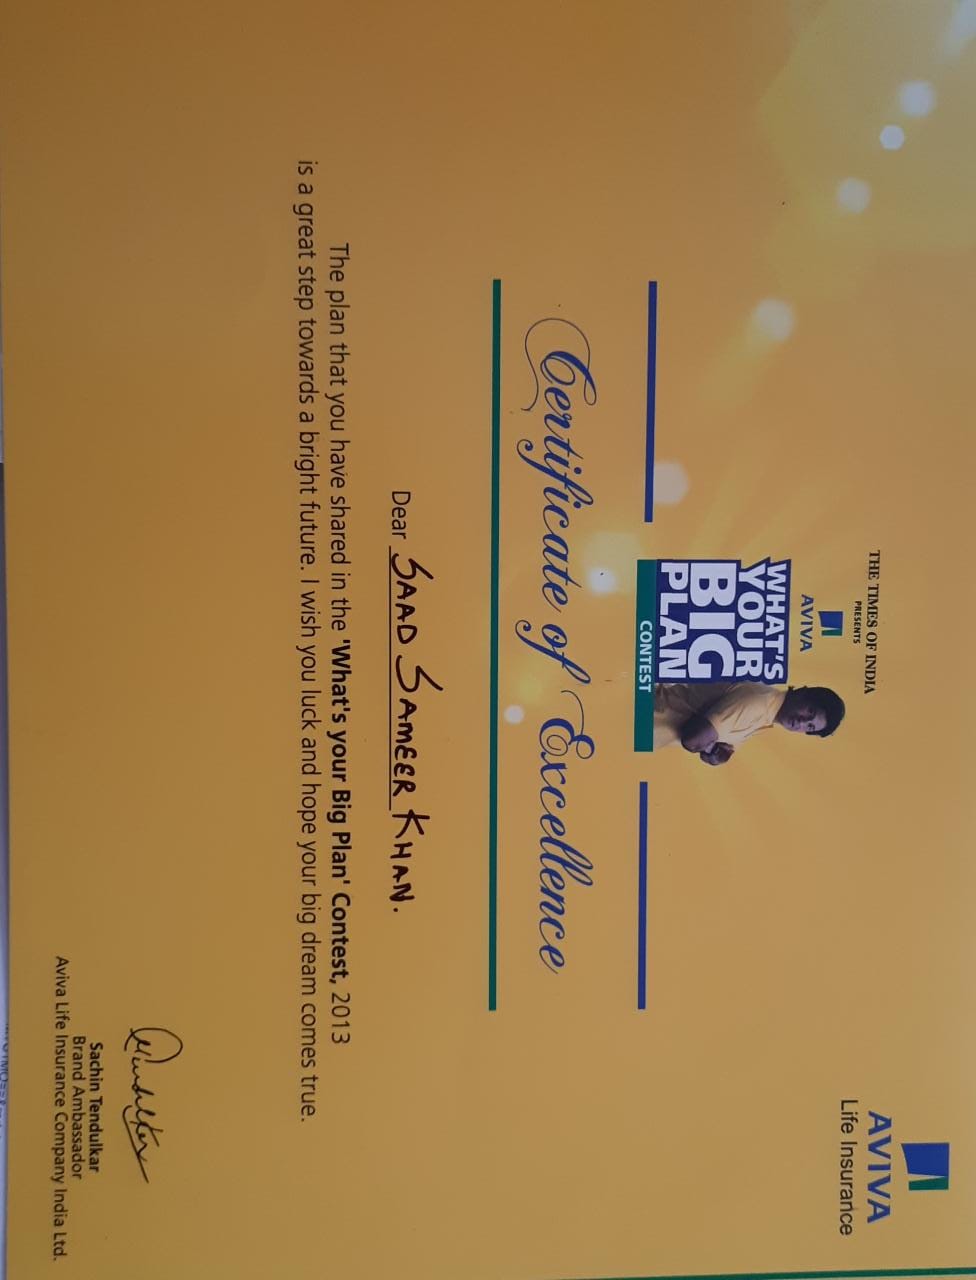 THE TIMES OF INDIA
PRESENTS
AVIVA
WHAT'S
YOUR
BIG
PLAN
CONTEST
AVIVA
Life Insurance
Certificate of Excellence
Dear SAAD SAMEER KHAN.
The plan that you have shared in the 'What's your Big Plan' Contest, 2013
is a great step towards a bright future. I wish you luck and hope your big dream comes true.
Sachin Tendulkar
Brand Ambassador
Aviva Life Insurance Company India Ltd.